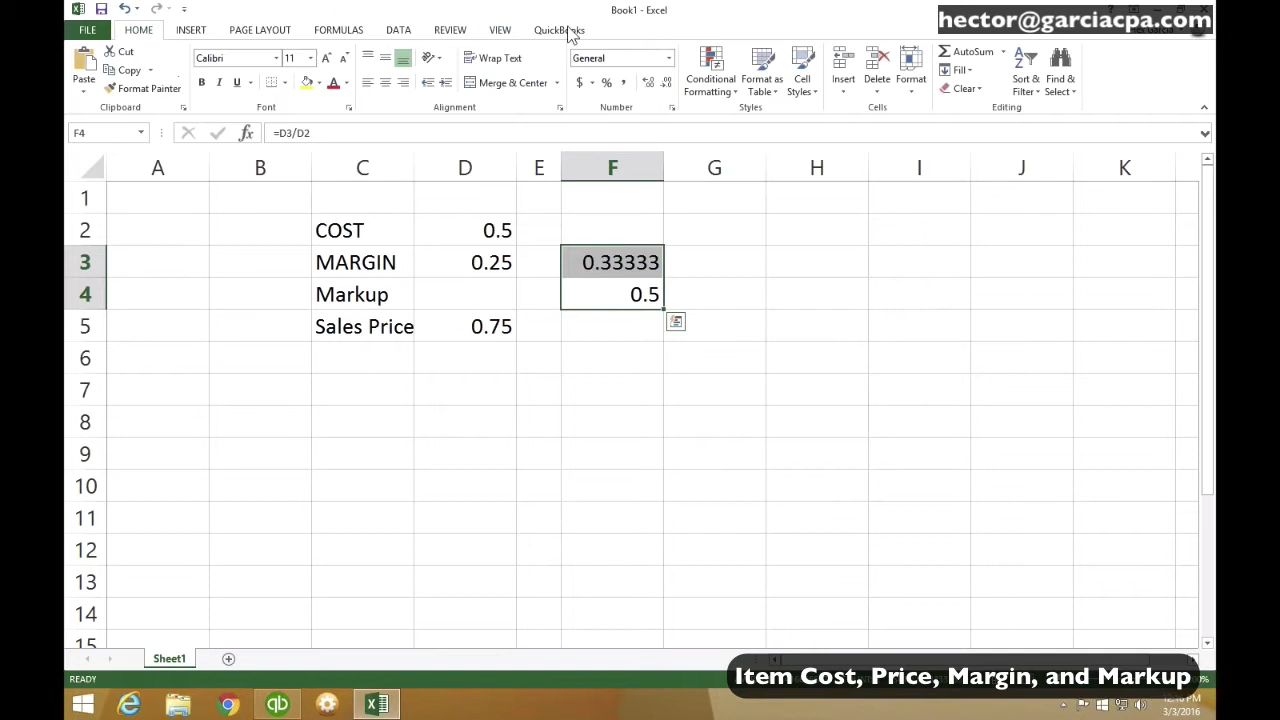 Book1 - Excel
hector@garciacpa.com
FILE HOME INSERT PAGE LAYOUT FORMULAS DATA REVIEW VIEW QuickBooks
Paste
Cut
Copy
Format Painter
Clipboard
Calibri 11
B I U
Font
Wrap Text
Merge & Center
Alignment
General
$ % ,
Number
Conditional Formatting
Format as Table
Cell Styles
Styles
Insert
Delete
Format
Cells
AutoSum
Fill
Clear
Sort & Filter
Find & Select
Editing
F4 fx =D3/D2
A B C D E F G H I J K
1
2 COST 0.5
3 MARGIN 0.25 0.33333
4 Markup 0.5
5 Sales Price 0.75
6
7
8
9
10
11
12
13
14
15
Sheet1
READY
Item Cost, Price, Margin, and Markup
3/3/2016